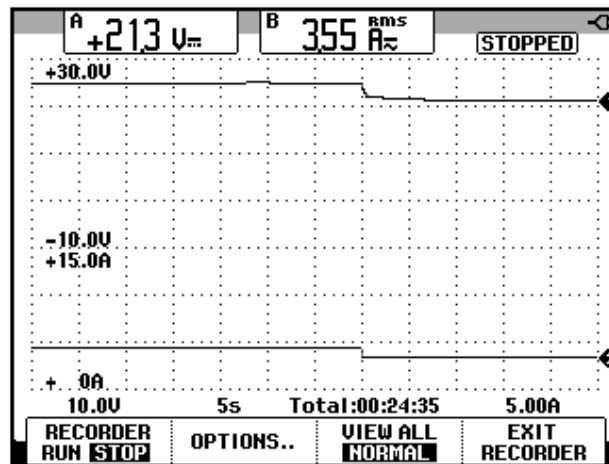 A +21,3 V⎓
B 3,55 rms A≂
STOPPED
+30.0V
-10.0V
+15.0A
+ 0A
10.0V 5s Total:00:24:35 5.00A
RECORDER RUN STOP
OPTIONS..
VIEW ALL NORMAL
EXIT RECORDER